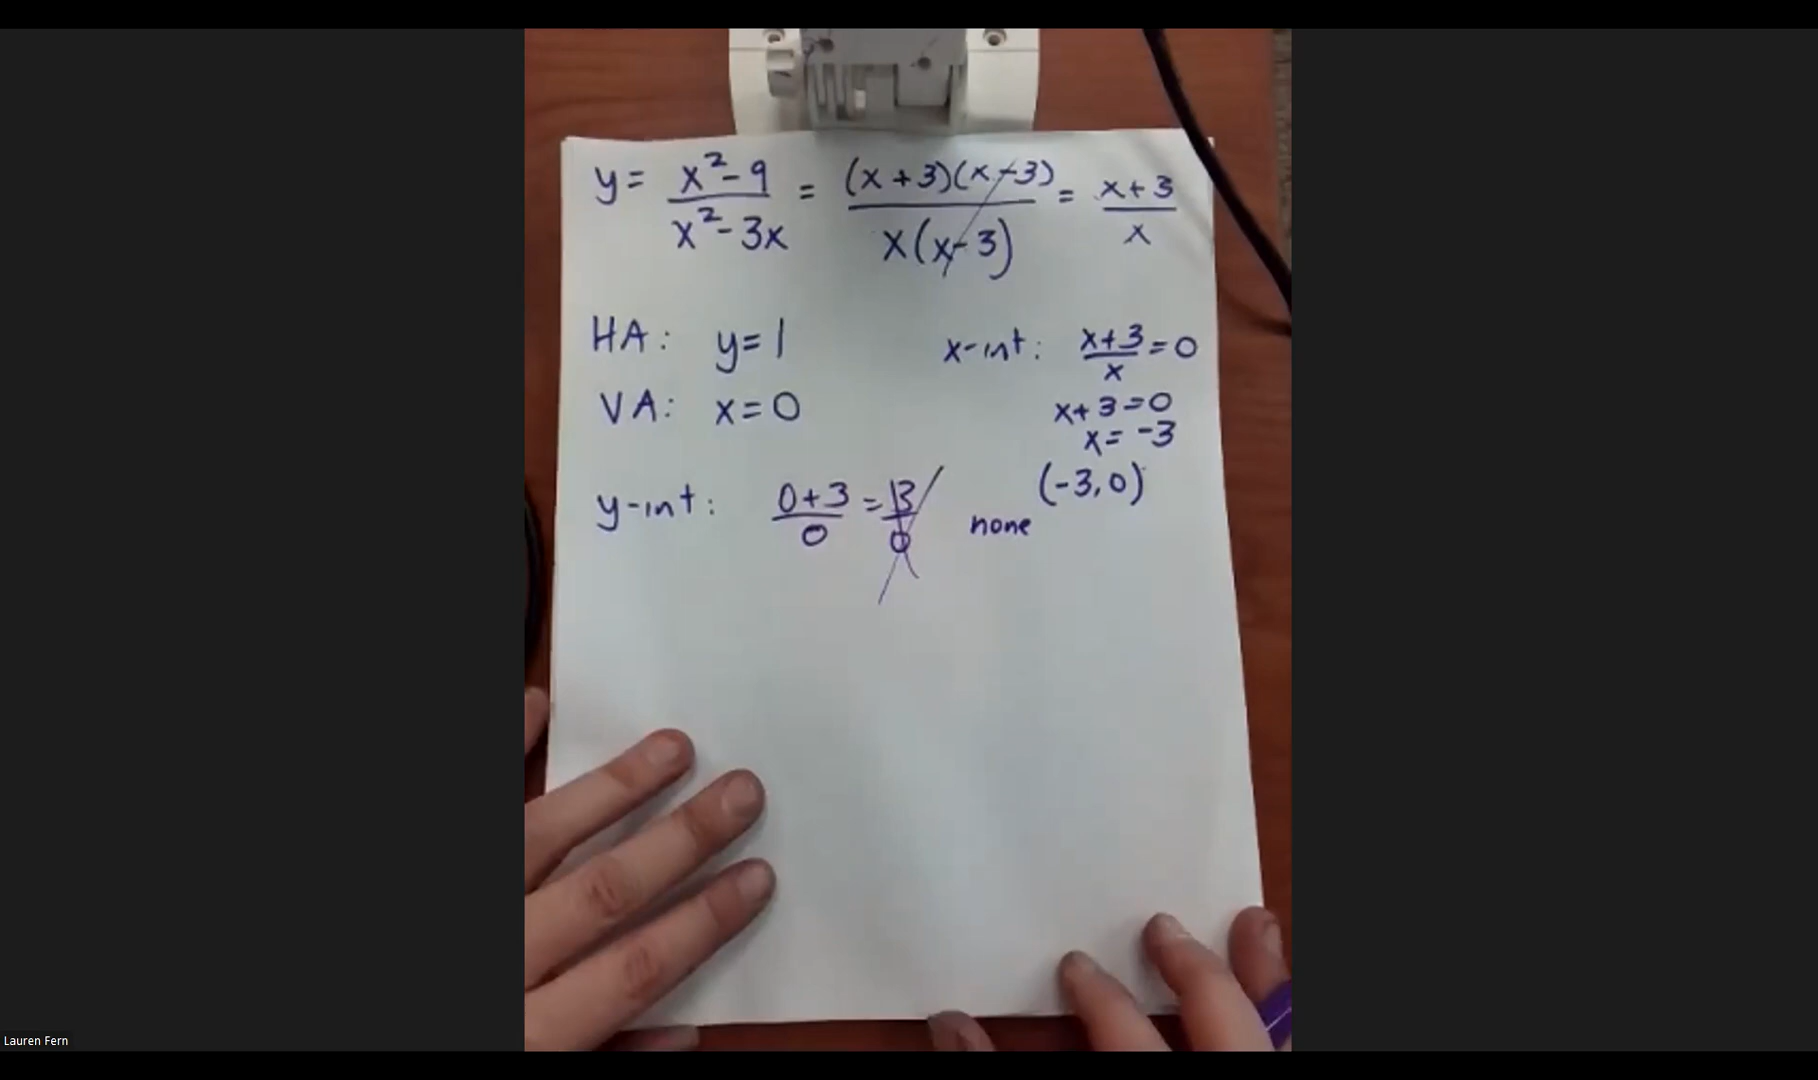 y = x²-9 / x²-3x = (x+3)(x-3) / x(x-3) = x+3 / x
HA: y=1
VA: x=0
x-int: x+3 / x = 0
x+3=0
x= -3
(-3,0)
y-int: 0+3 / 0 = 3 / 0 none
Lauren Fern